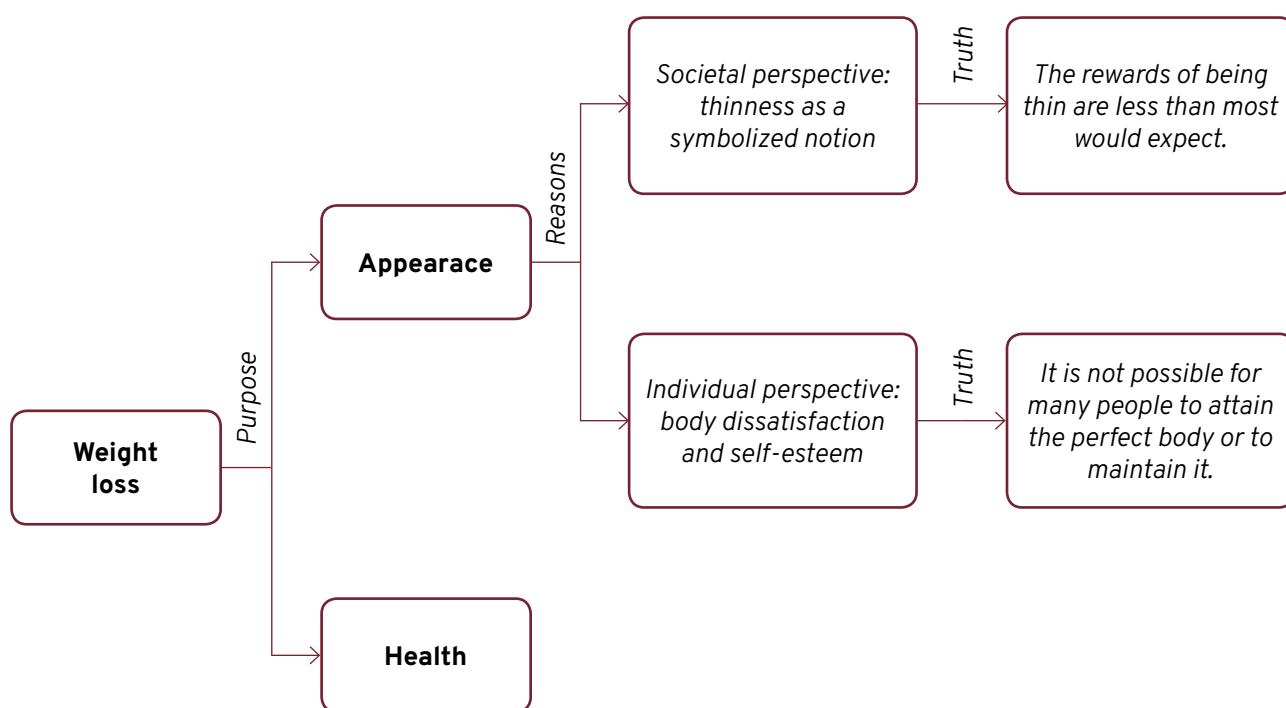 Weight
loss
Purpose
Appearace
Reasons
Societal perspective:
thinness as a
symbolized notion
Truth
The rewards of being
thin are less than most
would expect.
Individual perspective:
body dissatisfaction
and self-esteem
Truth
It is not possible for
many people to attain
the perfect body or to
maintain it.
Health